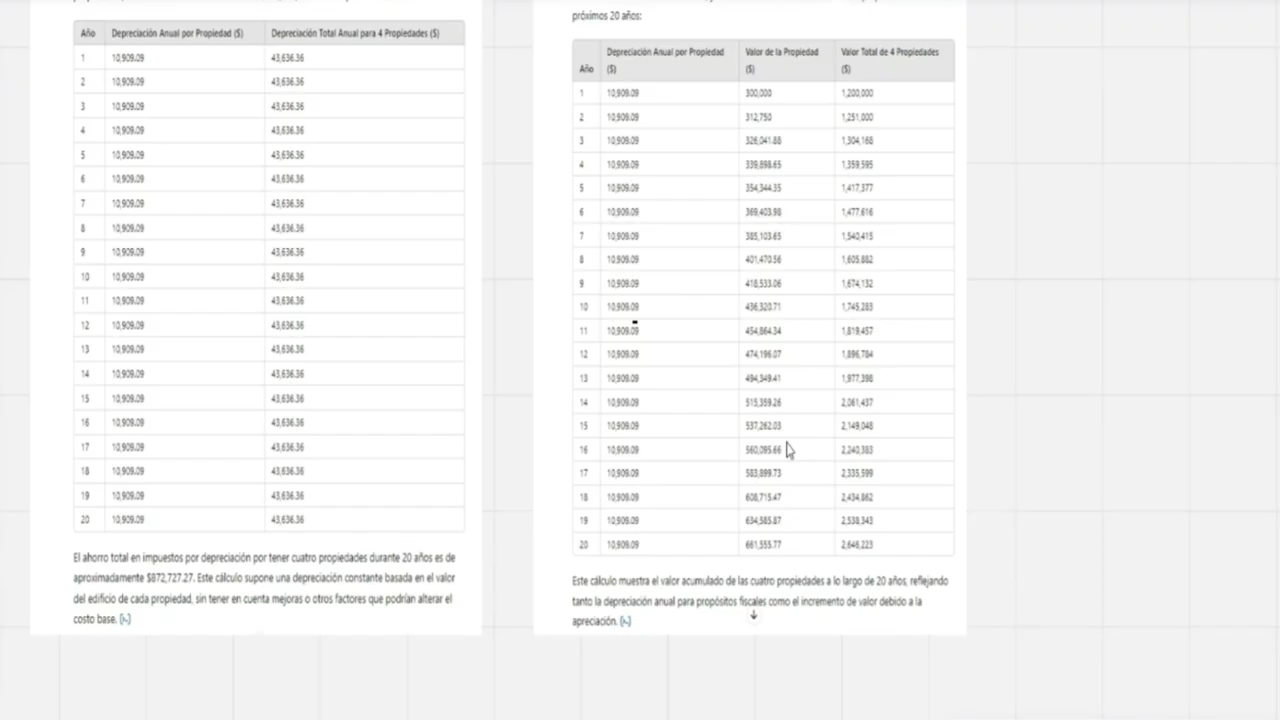 Año Depreciación Anual por Propiedad ($) Depreciación Total Anual para 4 Propiedades ($)
1 10,909.09 43,636.36
2 10,909.09 43,636.36
3 10,909.09 43,636.36
4 10,909.09 43,636.36
5 10,909.09 43,636.36
6 10,909.09 43,636.36
7 10,909.09 43,636.36
8 10,909.09 43,636.36
9 10,909.09 43,636.36
10 10,909.09 43,636.36
11 10,909.09 43,636.36
12 10,909.09 43,636.36
13 10,909.09 43,636.36
14 10,909.09 43,636.36
15 10,909.09 43,636.36
16 10,909.09 43,636.36
17 10,909.09 43,636.36
18 10,909.09 43,636.36
19 10,909.09 43,636.36
20 10,909.09 43,636.36
El ahorro total en impuestos por depreciación por tener cuatro propiedades durante 20 años es de
aproximadamente $872,727.27. Este cálculo supone una depreciación constante basada en el valor
del edificio de cada propiedad, sin tener en cuenta mejoras o otros factores que podrían alterar el
costo base. [>-]
próximos 20 años:
Depreciación Anual por Propiedad Valor de la Propiedad Valor Total de 4 Propiedades
Año ($) ($) ($)
1 10,909.09 300,000 1,200,000
2 10,909.09 312,750 1,251,000
3 10,909.09 326,041.88 1,304,168
4 10,909.09 339,898.65 1,359,595
5 10,909.09 354,344.35 1,417,377
6 10,909.09 369,403.98 1,477,616
7 10,909.09 385,103.65 1,540,415
8 10,909.09 401,470.56 1,605,882
9 10,909.09 418,533.06 1,674,132
10 10,909.09 436,320.71 1,745,283
11 10,909.09 454,864.34 1,819,457
12 10,909.09 474,196.07 1,896,784
13 10,909.09 494,349.41 1,977,398
14 10,909.09 515,359.26 2,061,437
15 10,909.09 537,262.03 2,149,048
16 10,909.09 560,095.66 2,240,383
17 10,909.09 583,899.73 2,335,599
18 10,909.09 608,715.47 2,434,862
19 10,909.09 634,585.87 2,538,343
20 10,909.09 661,555.77 2,646,223
Este cálculo muestra el valor acumulado de las cuatro propiedades a lo largo de 20 años, reflejando
tanto la depreciación anual para propósitos fiscales como el incremento de valor debido a la
apreciación. [>-]